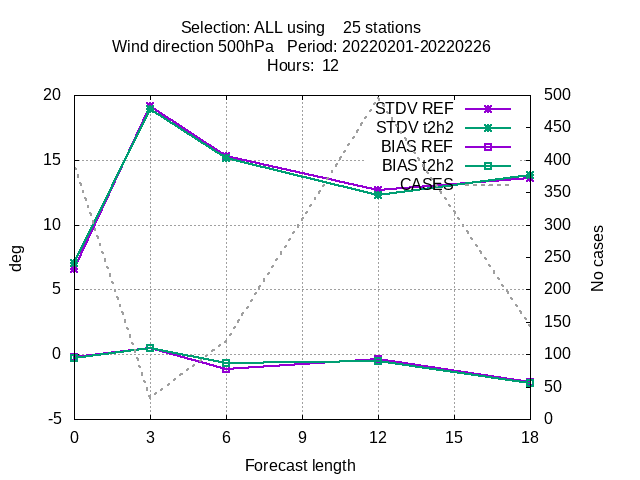 Selection: ALL using    25 stations
Wind direction 500hPa   Period: 20220201-20220226
Hours:  12
STDV REF
STDV t2h2
BIAS REF
BIAS t2h2
CASES
20
15
10
5
0
-5
500
450
400
350
300
250
200
150
100
50
0
deg
No cases
0 3 6 9 12 15 18
Forecast length